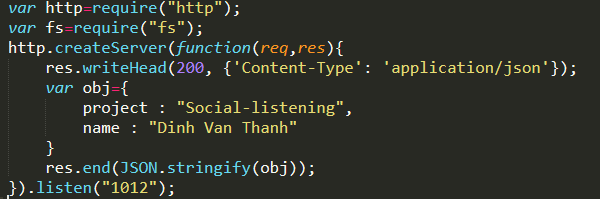 var http=require("http");
var fs=require("fs");
http.createServer(function(req,res){
    res.writeHead(200, {'Content-Type': 'application/json'});
    var obj={
        project : "Social-listening",
        name : "Dinh Van Thanh"
    }
    res.end(JSON.stringify(obj));
}).listen("1012");